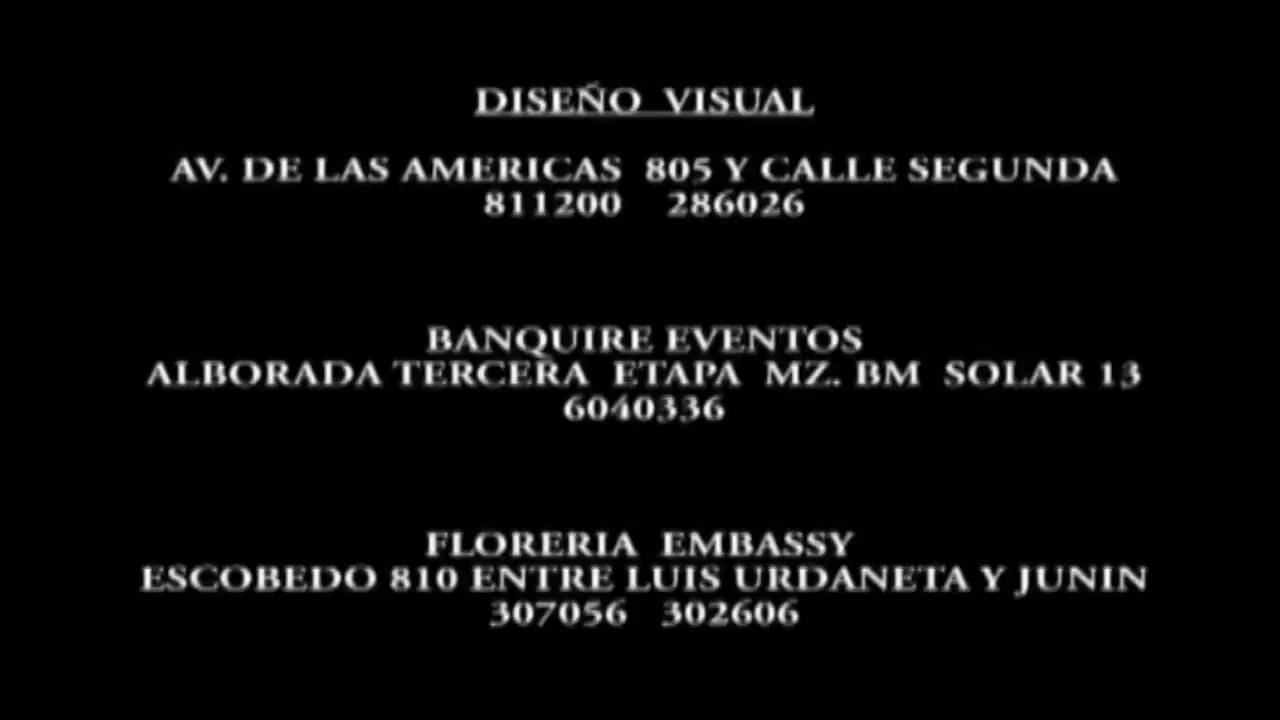 DISEÑO VISUAL
AV. DE LAS AMERICAS 805 Y CALLE SEGUNDA
811200 286026
BANQUIRE EVENTOS
ALBORADA TERCERA ETAPA MZ. BM SOLAR 13
6040336
FLORERIA EMBASSY
ESCOBEDO 810 ENTRE LUIS URDANETA Y JUNIN
307056 302606